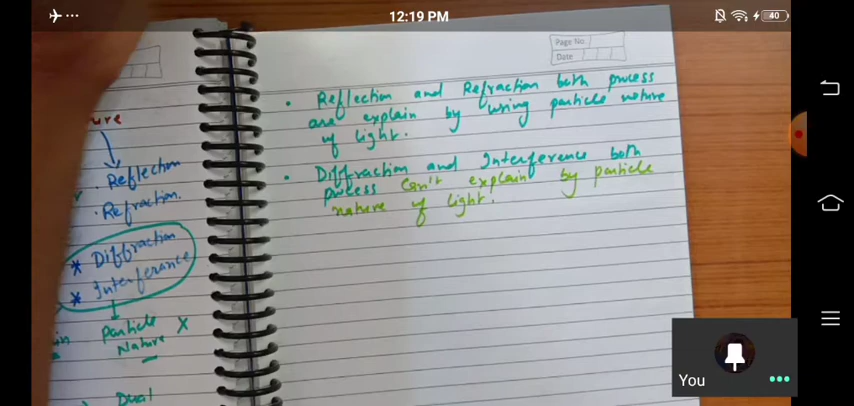 12:19 PM
40
Page No.
Date
• Reflection and Refraction both process
are explain by using particle nature
of light.
• Diffraction and Interference both
process Can't explain by particle
nature of light.
ure
• Reflection
• Refraction.
* Diffraction
* Interference
Particle X
Nature
Dual
You